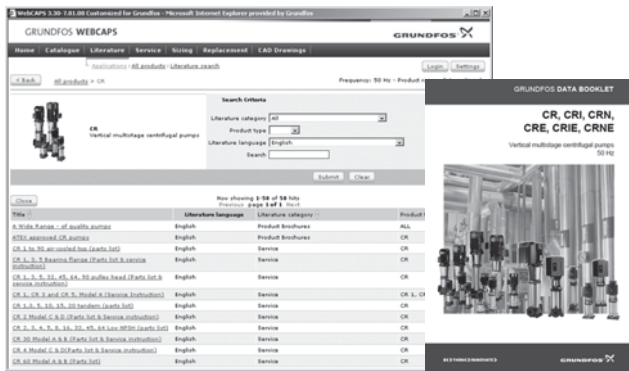 WebCAPS 3.30-7.01.08 Customized for Grundfos - Microsoft Internet Explorer provided by Grundfos
GRUNDFOS WEBCAPS
GRUNDFOS
Home Catalogue Literature Service Sizing Replacement CAD Drawings
Applications All products Literature search
Login Settings
< Back All products > CR
Frequency: 50 Hz - Product
Search Criteria
Literature category All
CR
Vertical multistage centrifugal pumps
Product type
Literature language English
Search
Submit Clear
Close
Now showing 1-58 of 58 hits
Previous page 1 of 1 Next
Title Literature language Literature category Product
A Wide Range - of quality pumps English Product Brochures ALL
ATEX approved CR pumps English Product Brochures CR
CR 1 to 90 air-cooled top (parts list) English Service CR
CR 1, 3, 5 Bearing flange (Parts list & service instruction) English Service CR
CR 1, 3, 5, 32, 45, 64, 90 pulley head (Parts list & service instruction) English Service CR
CR 1, CR 3 and CR 5, Model A (Service Instruction) English Service CR 1, CR
CR 1,3, 5, 10, 15, 20 tandem (parts list) English Service CR
CR 2 Model C & D (Parts list & Service instruction) English Service CR
CR 2, 3, 4, 5, 8, 16, 32, 45, 64 Low NPSH (parts list) English Service CR
CR 30 Model A & B (Parts list & Service instruction) English Service CR
CR 4 Model C & D(Parts list & Service instruction) English Service CR
CR 60 Model A & B (Parts list) English Service CR
GRUNDFOS DATA BOOKLET
CR, CRI, CRN,
CRE, CRIE, CRNE
Vertical multistage centrifugal pumps
50 Hz
BE>THINK>INNOVATE>
GRUNDFOS